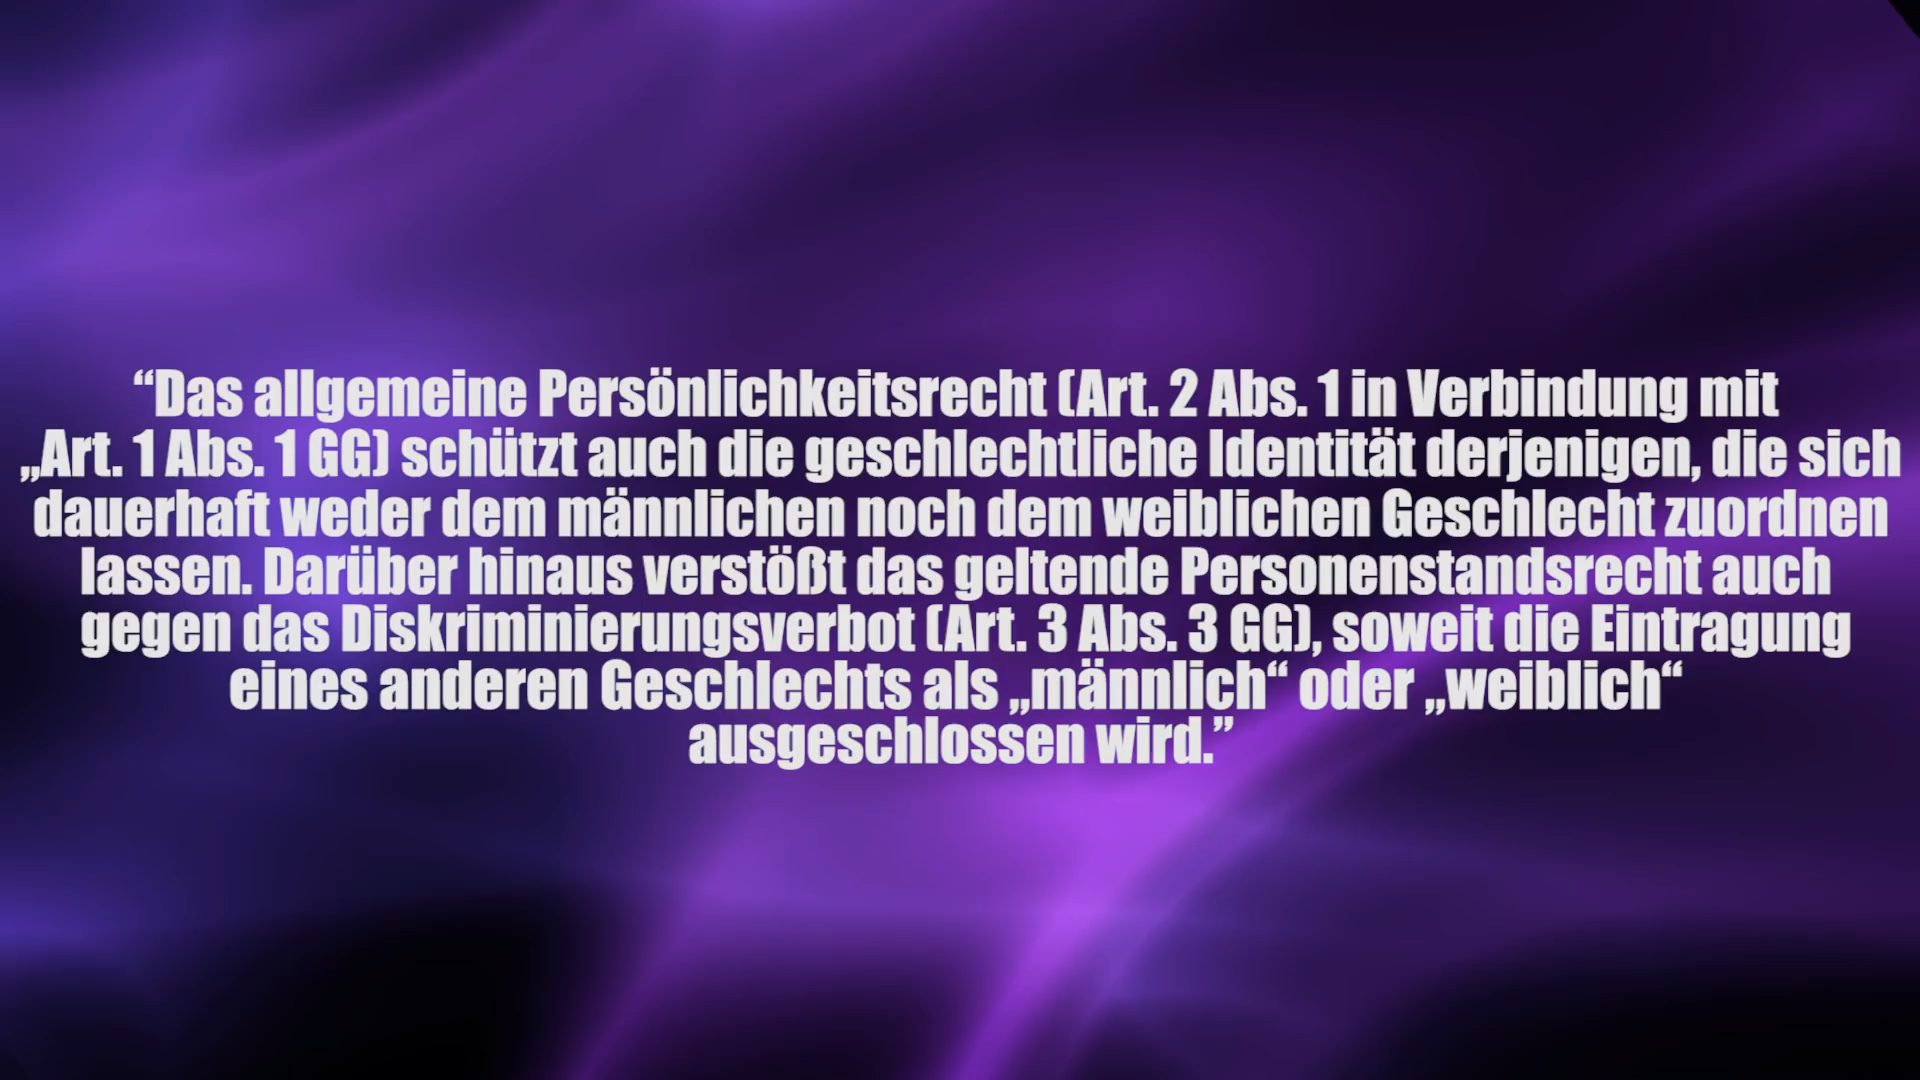 “Das allgemeine Persönlichkeitsrecht (Art. 2 Abs. 1 in Verbindung mit
„Art. 1 Abs. 1 GG) schützt auch die geschlechtliche Identität derjenigen, die sich
dauerhaft weder dem männlichen noch dem weiblichen Geschlecht zuordnen
lassen. Darüber hinaus verstößt das geltende Personenstandsrecht auch
gegen das Diskriminierungsverbot (Art. 3 Abs. 3 GG), soweit die Eintragung
eines anderen Geschlechts als „männlich“ oder „weiblich“
ausgeschlossen wird.”